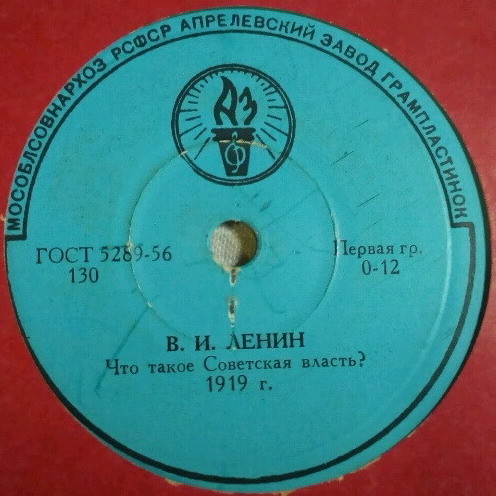 МОСОБЛСОВНАРХОЗ РСФСР АПРЕЛЕВСКИЙ ЗАВОД ГРАМПЛАСТИНОК
АЗ
ГОСТ 5289-56
130
Первая гр.
0-12
В. И. ЛЕНИН
Что такое Советская власть?
1919 г.